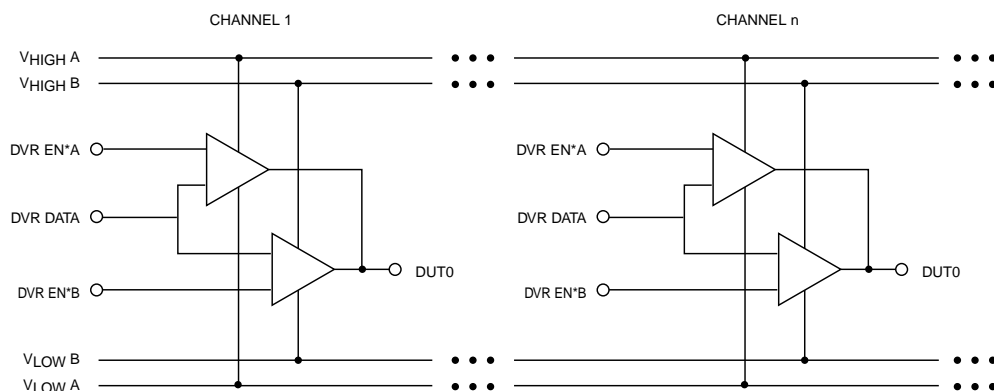 CHANNEL 1
CHANNEL n
VHIGH A
VHIGH B
DVR EN*A
DVR DATA
DVR EN*B
DUT0
DVR EN*A
DVR DATA
DVR EN*B
DUT0
VLOW B
VLOW A